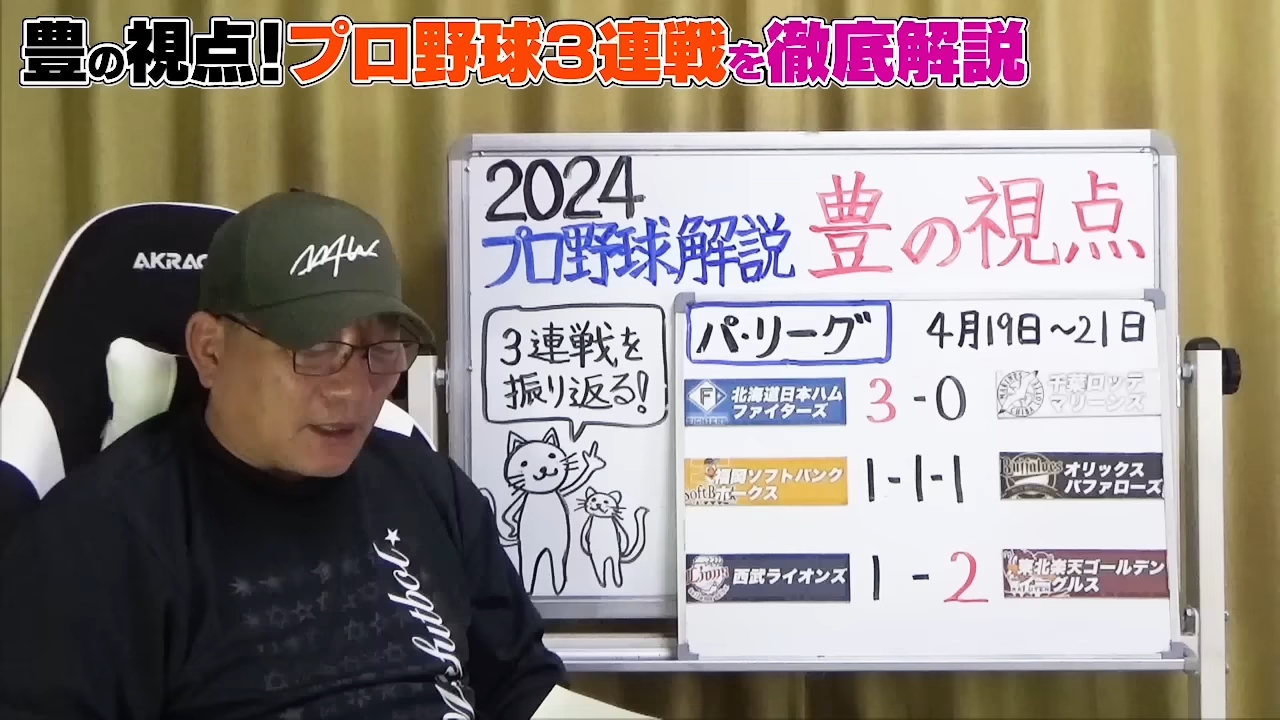 豊の視点!プロ野球3連戦を徹底解説
AKRAC
2024
プロ野球解説 豊の視点
3連戦を
振り返る!
パ・リーグ 4月19日~21日
F FIGHTERS 北海道日本ハム ファイターズ 3-0 MARINES 千葉ロッテ マリーンズ
SoftB 福岡ソフトバンク ークス 1-1-1 Buffaloes オリックス バファローズ
Lions 西武ライオンズ 1-2 東北楽天ゴールデン グルス